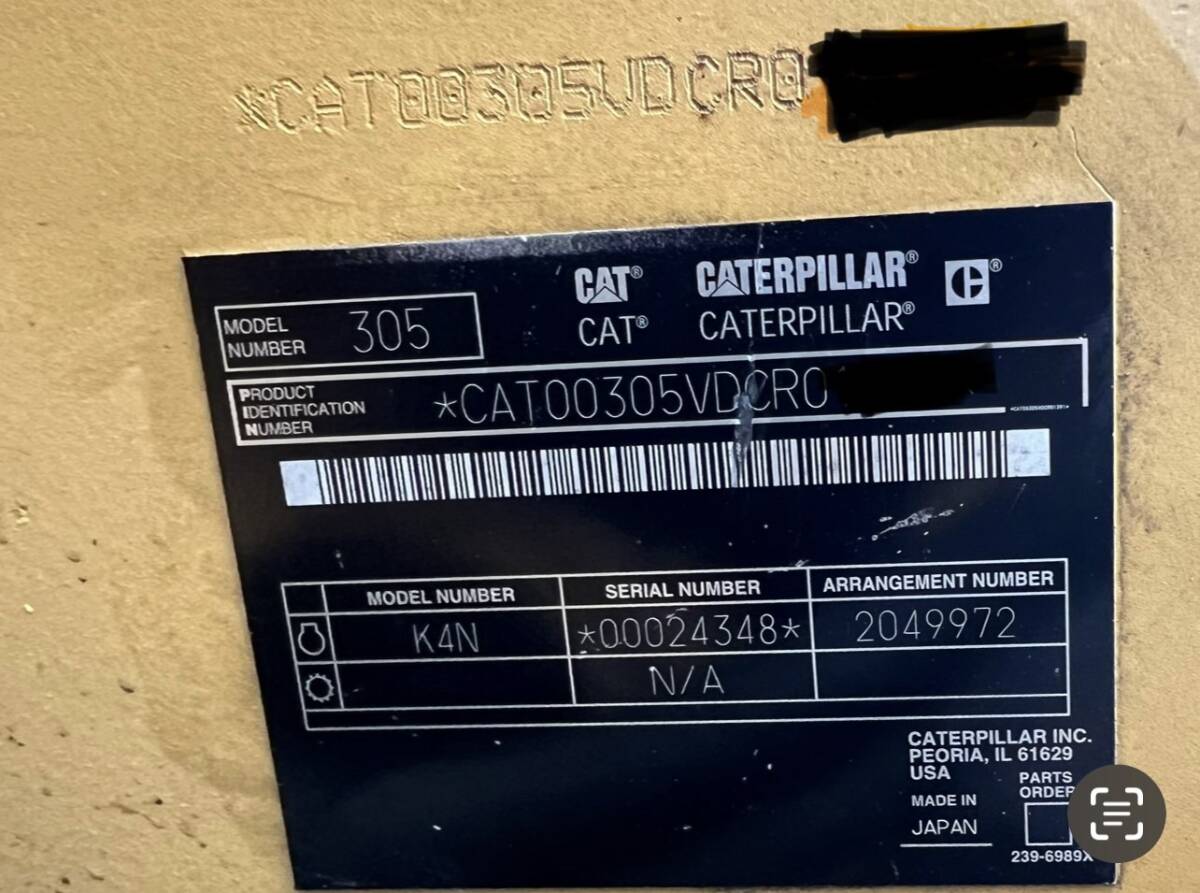 *CAT00305VDCR0
CAT® CATERPILLAR® C®
CAT® CATERPILLAR®
MODEL NUMBER 305
PRODUCT IDENTIFICATION NUMBER *CAT00305VDCR0
MODEL NUMBER SERIAL NUMBER ARRANGEMENT NUMBER
K4N *00024348* 2049972
N/A
CATERPILLAR INC.
PEORIA, IL 61629
USA
PARTS
ORDER
MADE IN
JAPAN
239-6989X